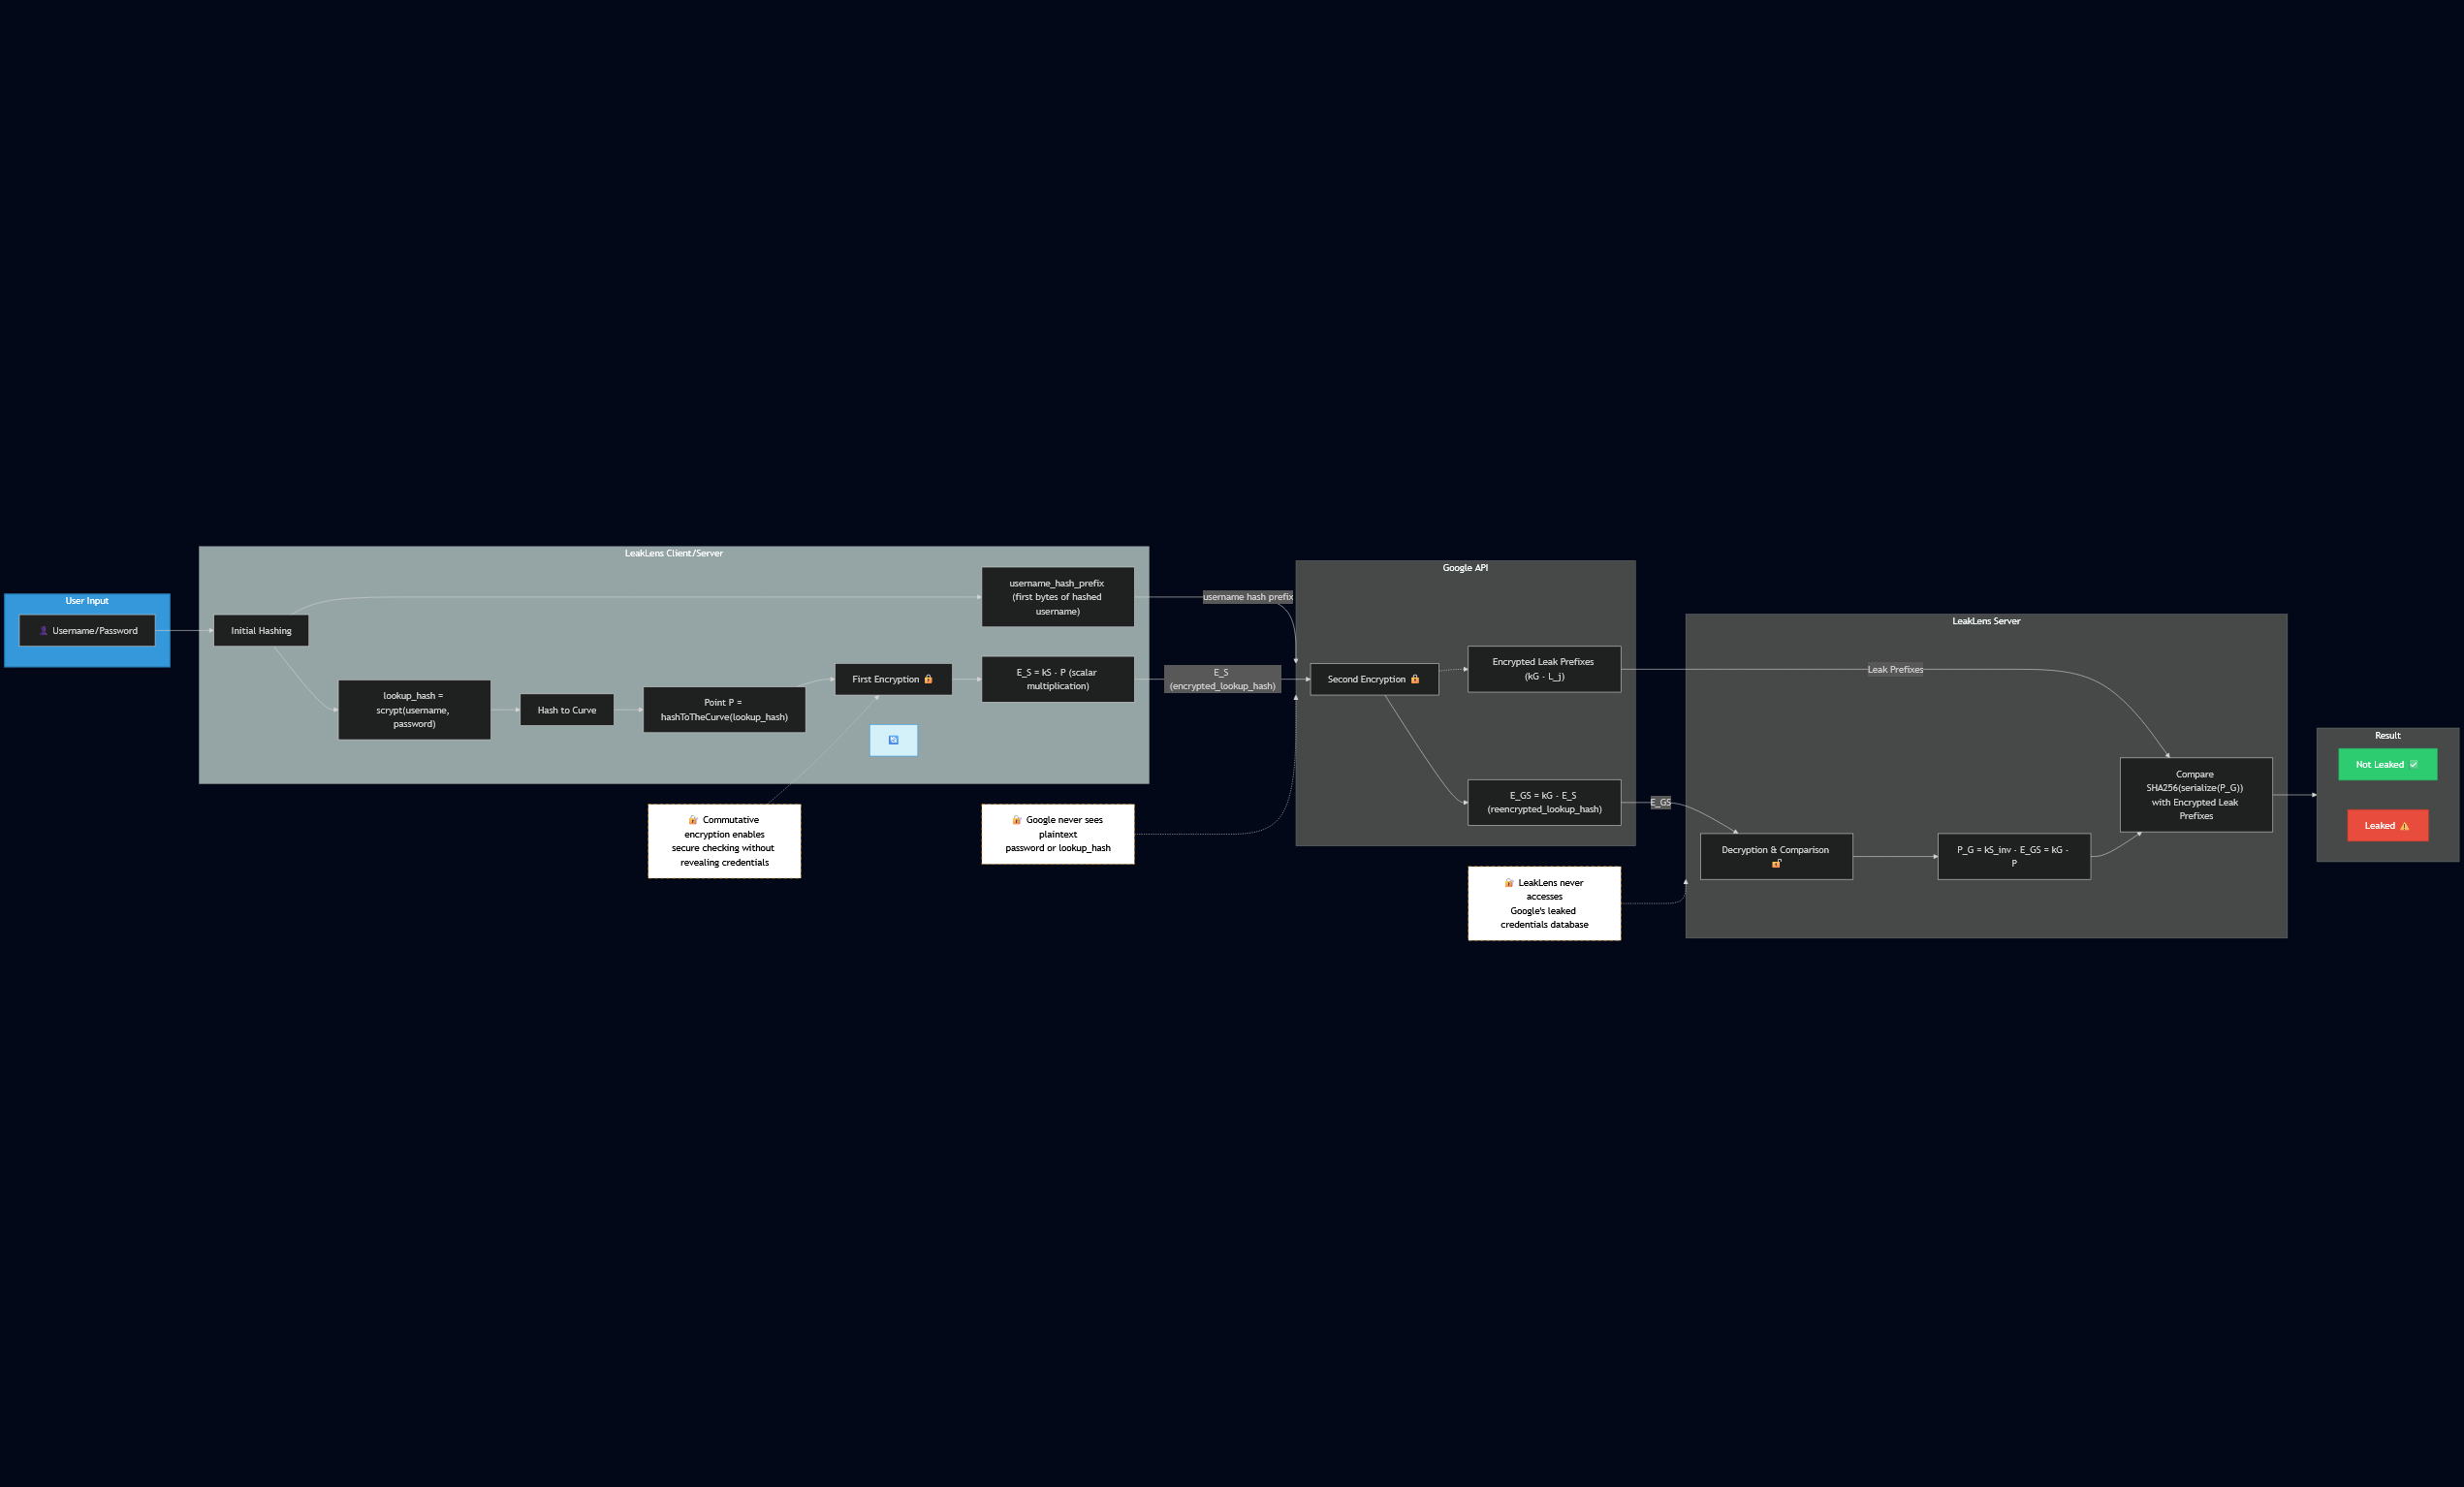 User Input
👤 Username/Password
LeakLens Client/Server
Initial Hashing
username_hash_prefix
(first bytes of hashed
username)
lookup_hash =
scrypt(username,
password)
Hash to Curve
Point P =
hashToTheCurve(lookup_hash)
First Encryption 🔒
E_S = kS - P (scalar
multiplication)
🔐 Commutative
encryption enables
secure checking without
revealing credentials
🔐 Google never sees
plaintext
password or lookup_hash
username hash prefix
E_S
(encrypted_lookup_hash)
Google API
Second Encryption 🔒
Encrypted Leak Prefixes
(kG - L_j)
E_GS = kG - E_S
(reencrypted_lookup_hash)
🔐 LeakLens never
accesses
Google's leaked
credentials database
Leak Prefixes
E_GS
LeakLens Server
Decryption & Comparison
🔓
P_G = kS_inv - E_GS = kG -
P
Compare
SHA256(serialize(P_G))
with Encrypted Leak
Prefixes
Result
Not Leaked ✅
Leaked ⚠️